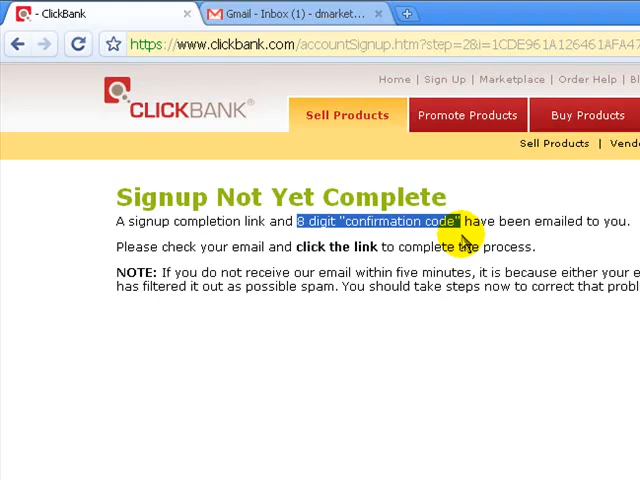 - ClickBank
Gmail - Inbox (1) - dmarket...
https://www.clickbank.com/accountSignup.htm?step=2&i=1CDE961A126461AFA47
Home | Sign Up | Marketplace | Order Help | Bl
CLICKBANK®
Sell Products
Promote Products
Buy Products
Sell Products | Vend
Signup Not Yet Complete
A signup completion link and 8 digit "confirmation code" have been emailed to you.
Please check your email and click the link to complete the process.
NOTE: If you do not receive our email within five minutes, it is because either your e
has filtered it out as possible spam. You should take steps now to correct that probl